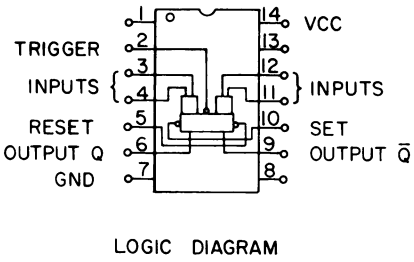 1 14 VCC
TRIGGER 2 13
INPUTS 3 12 INPUTS
4 11
RESET 5 10 SET
OUTPUT Q 6 9 OUTPUT Q̅
GND 7 8
LOGIC DIAGRAM